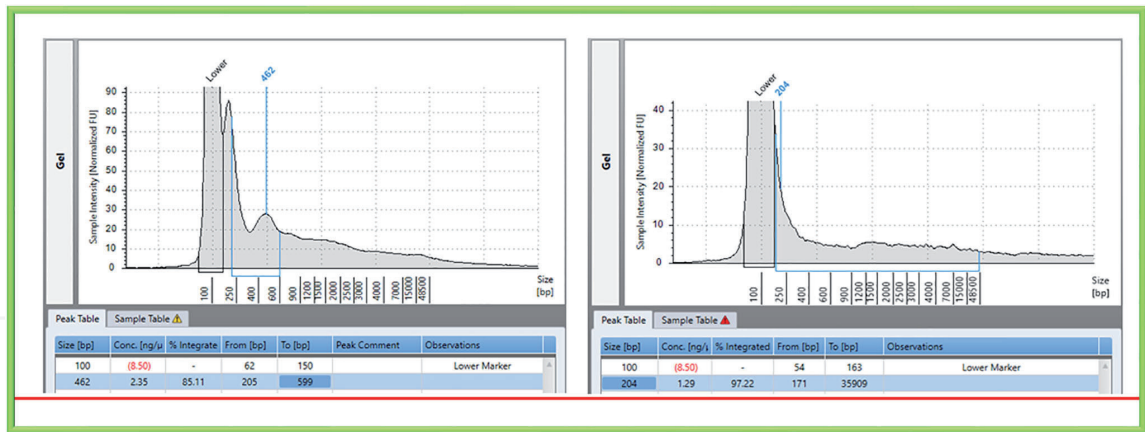 Gel
Sample Intensity [Normalized FU]
90
80
70
60
50
40
30
20
10
0
Lower
462
100
250
400
600
900
1200
1500
2000
2500
3000
4000
7000
15000
48500
Size
[bp]
Peak Table Sample Table
Size [bp] Conc. [ng/µ % Integrate From [bp] To [bp] Peak Comment Observations
100 (8.50) - 62 150 Lower Marker
462 2.35 85.11 205 599
Gel
Sample Intensity [Normalized FU]
40
30
20
10
0
Lower
204
100
250
400
600
900
1200
1500
2000
2500
3000
4000
7000
15000
48500
Size
[bp]
Peak Table Sample Table
Size [bp] Conc. [ng/µ % Integrated From [bp] To [bp] Observations
100 (8.50) - 54 163 Lower Marker
204 1.29 97.22 171 35909